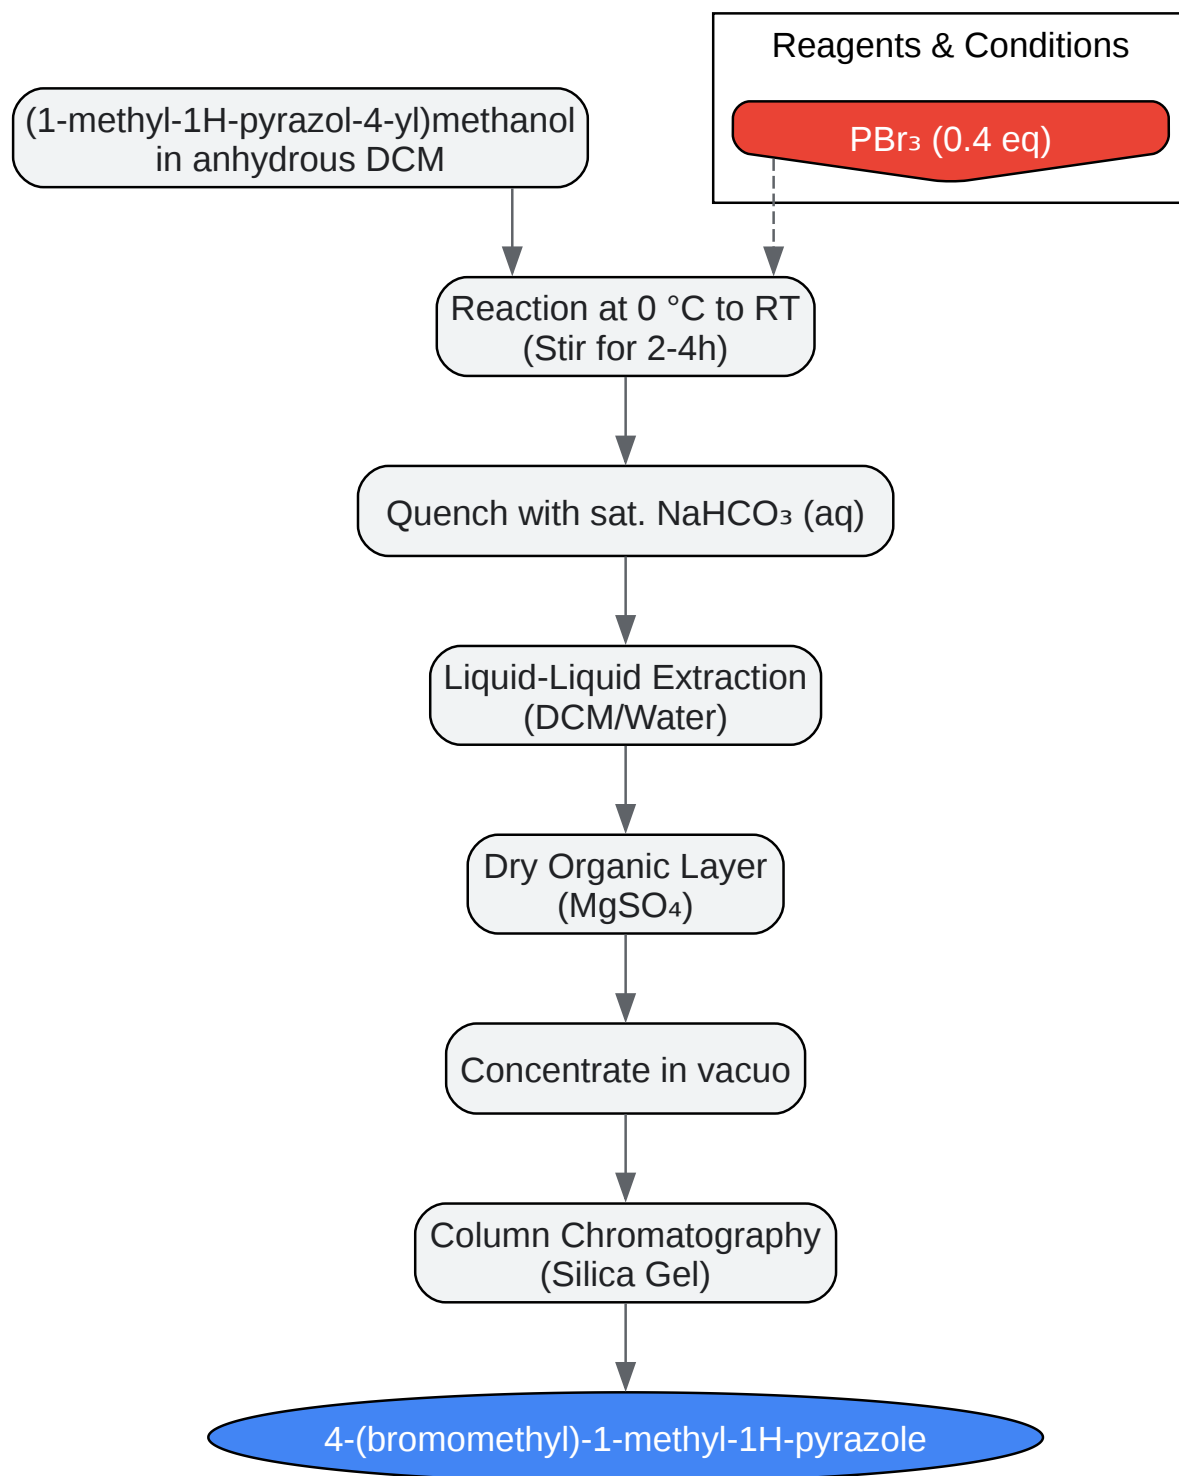 Reagents & Conditions
(1-methyl-1H-pyrazol-4-yl)methanol
in anhydrous DCM
PBr₃ (0.4 eq)
Reaction at 0 °C to RT
(Stir for 2-4h)
Quench with sat. NaHCO₃ (aq)
Liquid-Liquid Extraction
(DCM/Water)
Dry Organic Layer
(MgSO₄)
Concentrate in vacuo
Column Chromatography
(Silica Gel)
4-(bromomethyl)-1-methyl-1H-pyrazole